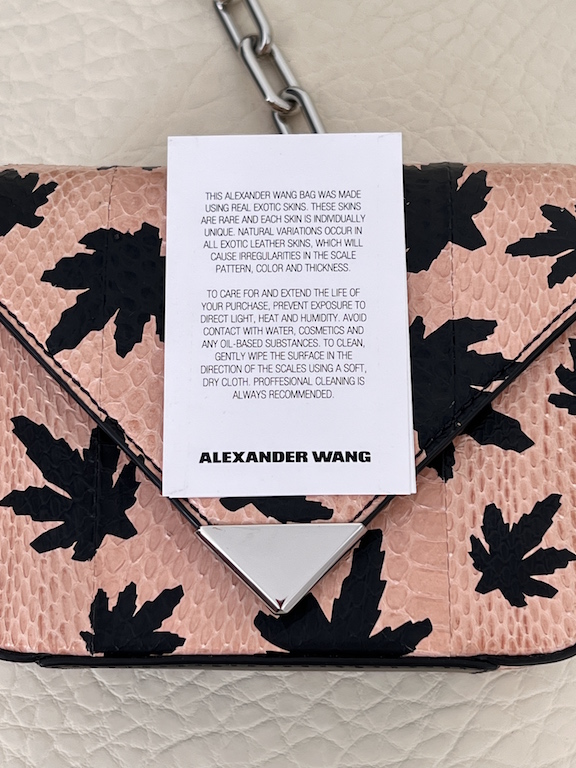 THIS ALEXANDER WANG BAG WAS MADE
USING REAL EXOTIC SKINS. THESE SKINS
ARE RARE AND EACH SKIN IS INDIVIDUALLY
UNIQUE. NATURAL VARIATIONS OCCUR IN
ALL EXOTIC LEATHER SKINS, WHICH WILL
CAUSE IRREGULARITIES IN THE SCALE
PATTERN, COLOR AND THICKNESS.
TO CARE FOR AND EXTEND THE LIFE OF
YOUR PURCHASE, PREVENT EXPOSURE TO
DIRECT LIGHT, HEAT AND HUMIDITY. AVOID
CONTACT WITH WATER, COSMETICS AND
ANY OIL-BASED SUBSTANCES. TO CLEAN,
GENTLY WIPE THE SURFACE IN THE
DIRECTION OF THE SCALES USING A SOFT,
DRY CLOTH. PROFFESIONAL CLEANING IS
ALWAYS RECOMMENDED.
ALEXANDER WANG